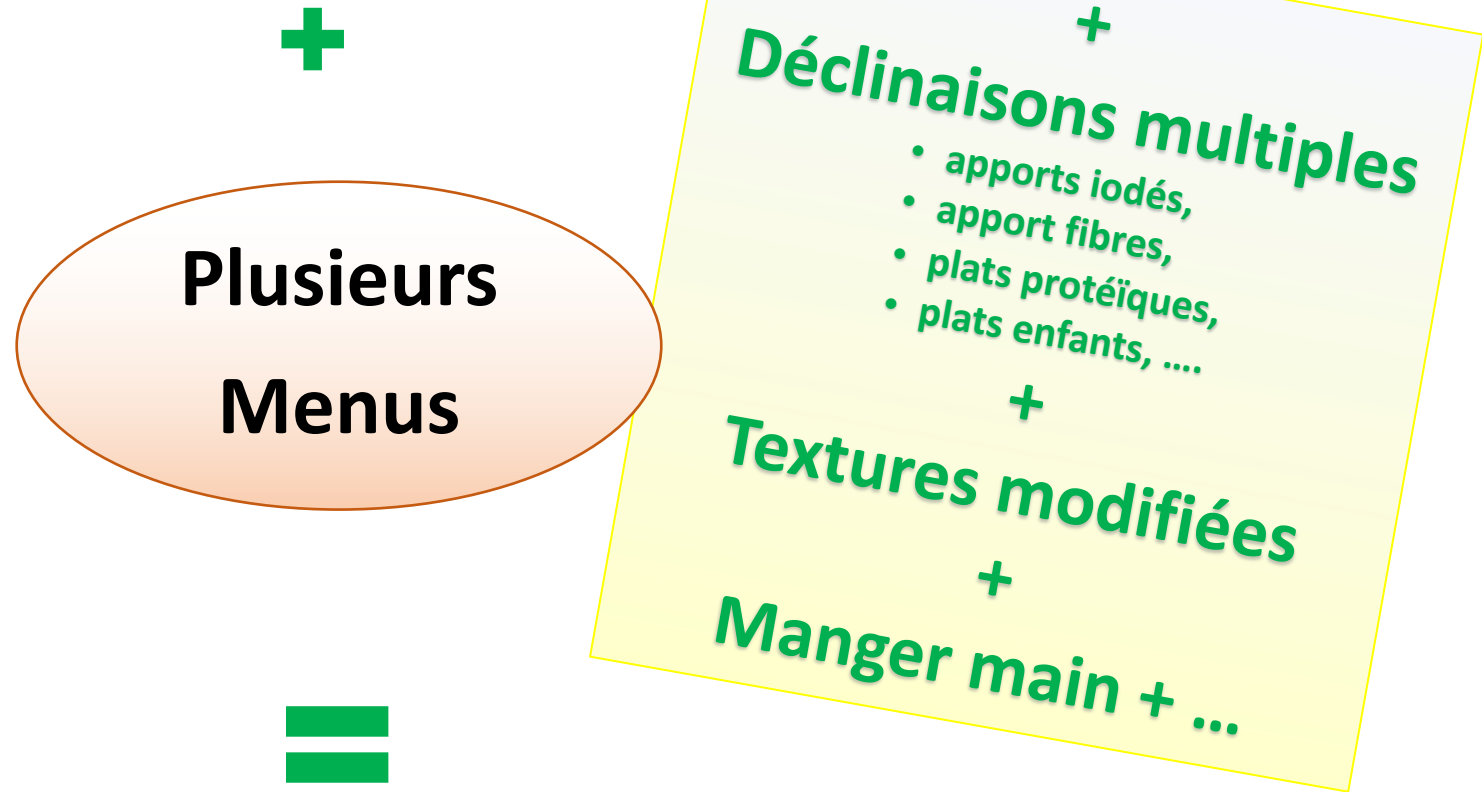 +
Plusieurs
Menus
=
+
Déclinaisons multiples
• apports iodés,
• apport fibres,
• plats protéïques,
• plats enfants, ....
+
Textures modifiées
+
Manger main + ...